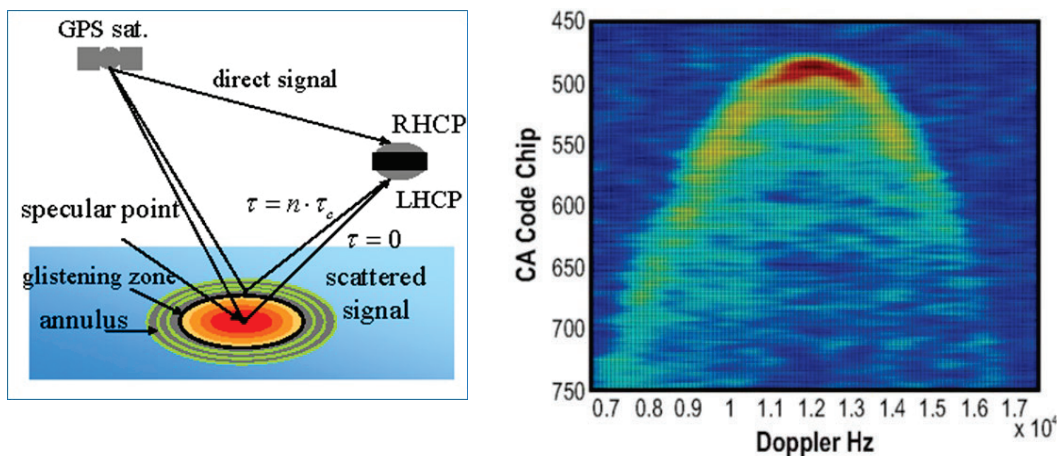 GPS sat.
direct signal
RHCP
LHCP
specular point
τ = n · τc
τ = 0
glistening zone
scattered
signal
annulus
450
500
550
600
650
700
750
CA Code Chip
0.7 0.8 0.9 1 1.1 1.2 1.3 1.4 1.5 1.6 1.7
x 10⁴
Doppler Hz